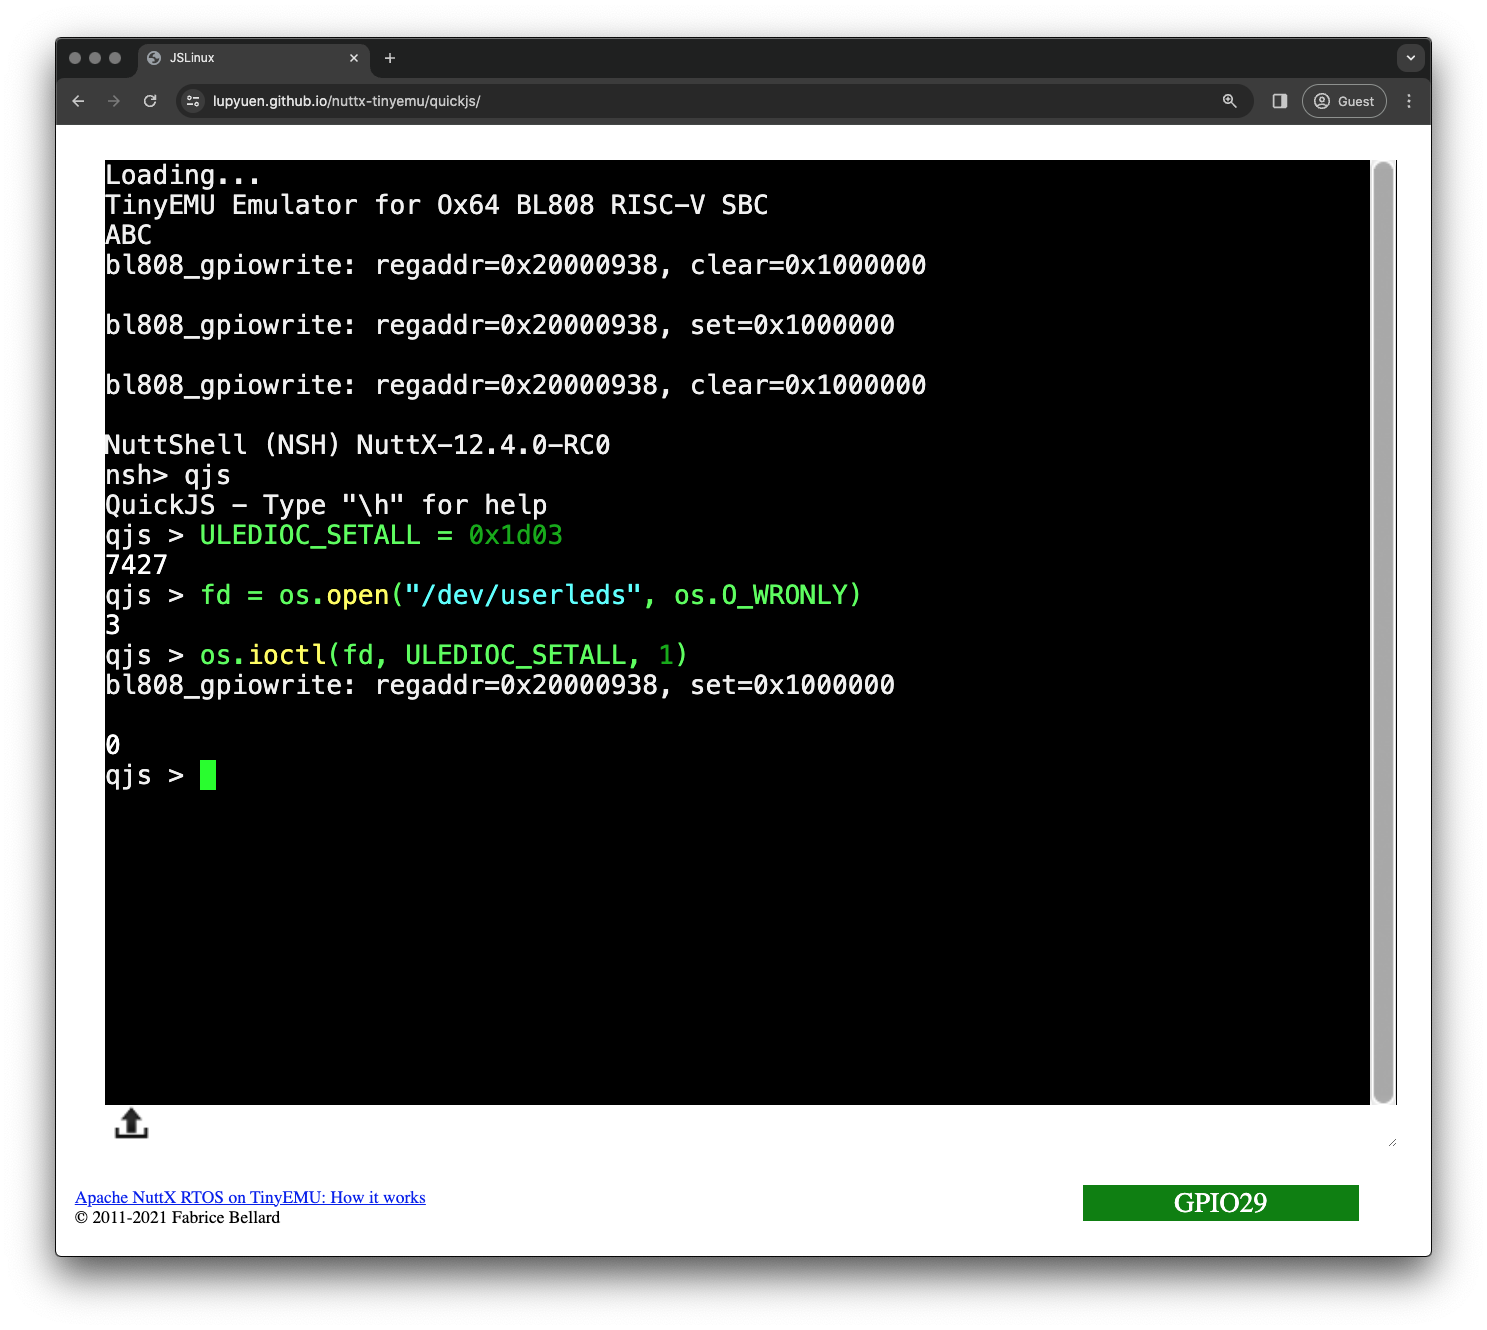 JSLinux
lupyuen.github.io/nuttx-tinyemu/quickjs/
Guest
Loading...
TinyEMU Emulator for Ox64 BL808 RISC-V SBC
ABC
bl808_gpiowrite: regaddr=0x20000938, clear=0x1000000
bl808_gpiowrite: regaddr=0x20000938, set=0x1000000
bl808_gpiowrite: regaddr=0x20000938, clear=0x1000000
NuttShell (NSH) NuttX-12.4.0-RC0
nsh> qjs
QuickJS - Type "\h" for help
qjs > ULEDIOC_SETALL = 0x1d03
7427
qjs > fd = os.open("/dev/userleds", os.O_WRONLY)
3
qjs > os.ioctl(fd, ULEDIOC_SETALL, 1)
bl808_gpiowrite: regaddr=0x20000938, set=0x1000000
0
qjs >
Apache NuttX RTOS on TinyEMU: How it works
© 2011-2021 Fabrice Bellard
GPIO29